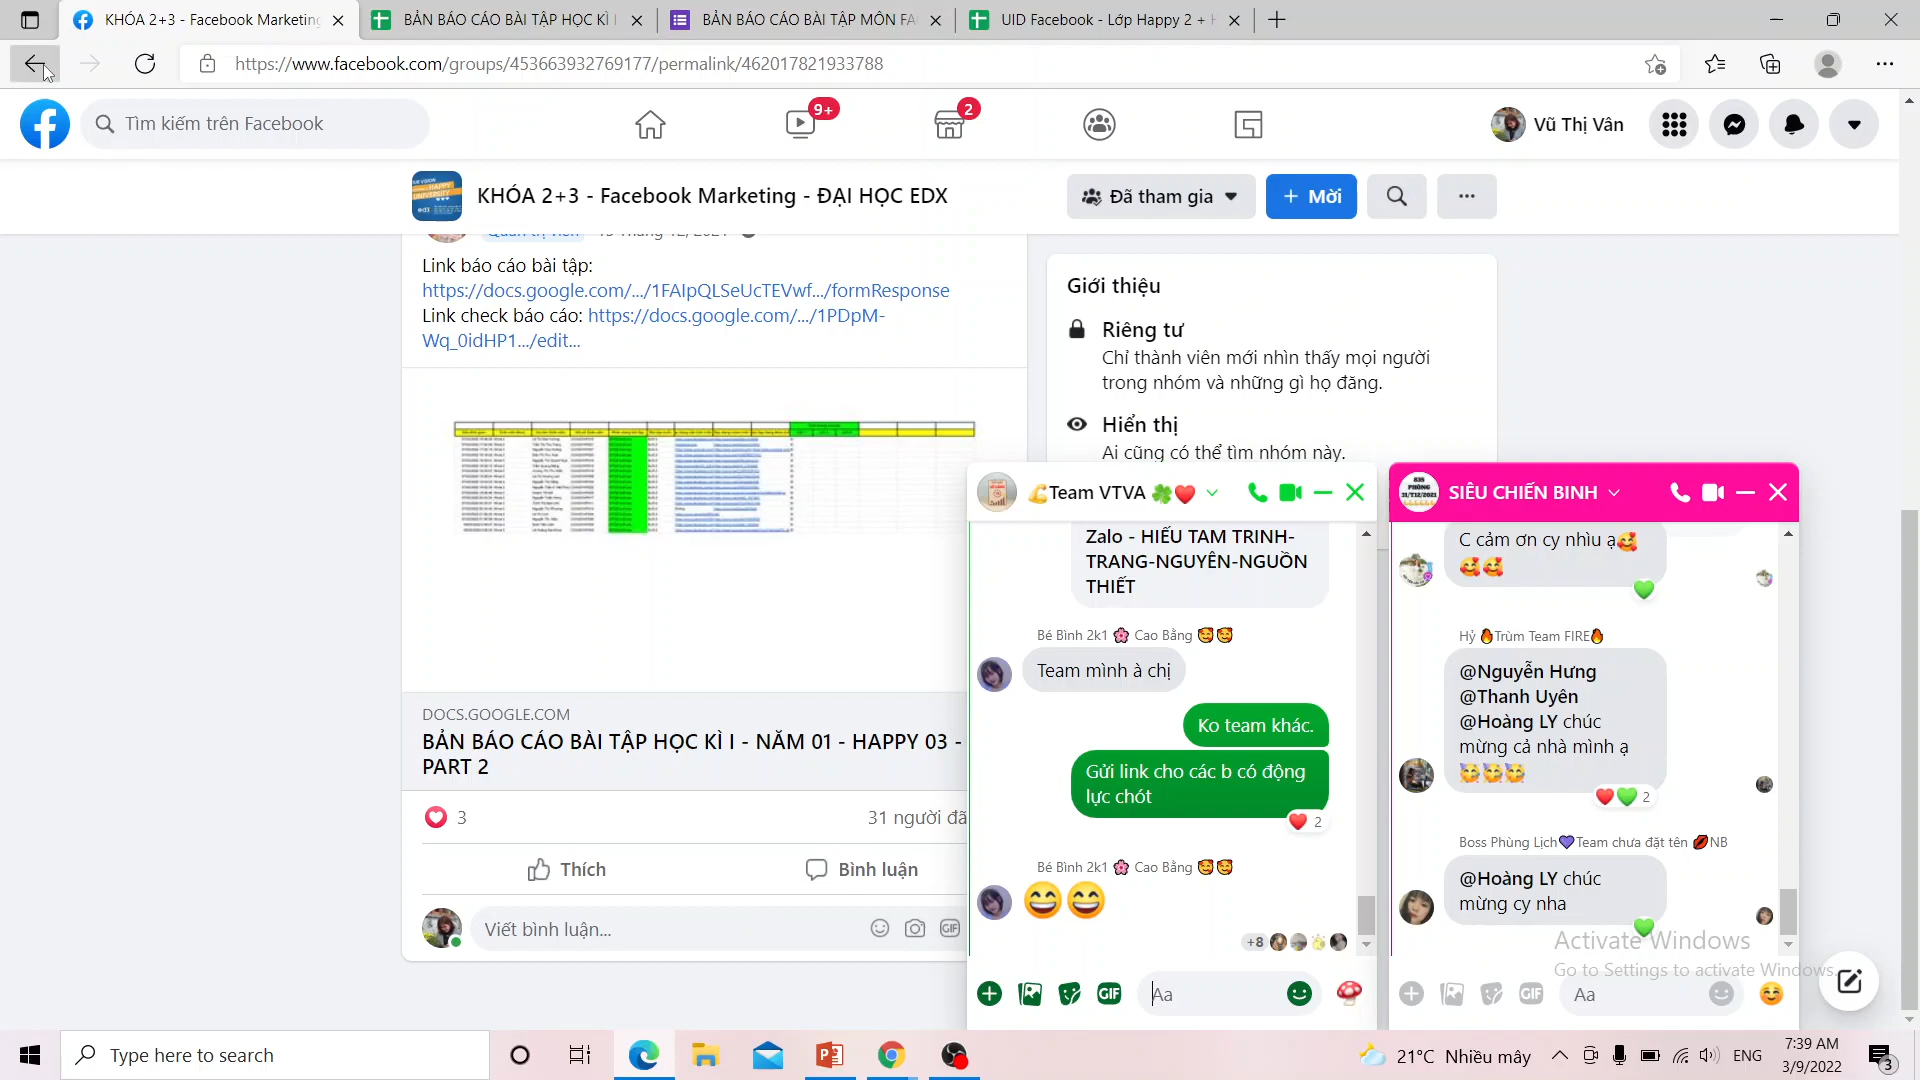 KHÓA 2+3 - Facebook Marketing
BẢN BÁO CÁO BÀI TẬP HỌC KÌ I
BẢN BÁO CÁO BÀI TẬP MÔN FA
UID Facebook - Lớp Happy 2 +
https://www.facebook.com/groups/453663932769177/permalink/462017821933788
Tìm kiếm trên Facebook
9+
2
Vũ Thị Vân
KHÓA 2+3 - Facebook Marketing - ĐẠI HỌC EDX
Đã tham gia
+ Mời
Link báo cáo bài tập:
https://docs.google.com/.../1FAIpQLSeUcTEVwf.../formResponse
Link check báo cáo: https://docs.google.com/.../1PDpM-
Wq_0idHP1.../edit...
DOCS.GOOGLE.COM
BẢN BÁO CÁO BÀI TẬP HỌC KÌ I - NĂM 01 - HAPPY 03 -
PART 2
3
31 người đã
Thích
Bình luận
Viết bình luận...
GIF
Giới thiệu
Riêng tư
Chỉ thành viên mới nhìn thấy mọi người
trong nhóm và những gì họ đăng.
Hiển thị
Ai cũng có thể tìm nhóm này.
💪Team VTVA 🍀❤️
Zalo - HIẾU TAM TRINH-
TRANG-NGUYÊN-NGUỒN
THIẾT
Bé Bình 2k1 🌸 Cao Bằng 🥰🥰
Team mình à chị
Ko team khác.
Gửi link cho các b có động
lực chót
❤️ 2
Bé Bình 2k1 🌸 Cao Bằng 🥰🥰
😄😄
+8
GIF
Aa
SIÊU CHIẾN BINH
C cảm ơn cy nhìu ạ🥰
🥰🥰
Hỷ 🔥Trùm Team FIRE🔥
@Nguyễn Hưng
@Thanh Uyên
@Hoàng LY chúc
mừng cả nhà mình ạ
🥳🥳🥳
❤️💚 2
Boss Phùng Lịch💜Team chưa đặt tên 💋NB
@Hoàng LY chúc
mừng cy nha
GIF
Aa
Activate Windows
Go to Settings to activate Windows.
Type here to search
21°C Nhiều mây
ENG
7:39 AM
3/9/2022
3